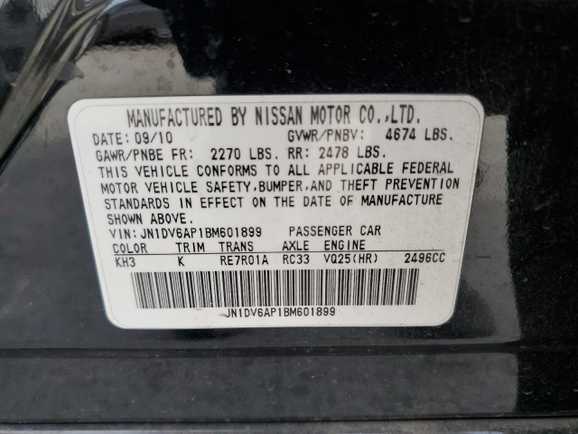 MANUFACTURED BY NISSAN MOTOR CO.,LTD.
DATE: 09/10 GVWR/PNBV: 4674 LBS.
GAWR/PNBE FR: 2270 LBS. RR: 2478 LBS.
THIS VEHICLE CONFORMS TO ALL APPLICABLE FEDERAL
MOTOR VEHICLE SAFETY,BUMPER,AND THEFT PREVENTION
STANDARDS IN EFFECT ON THE DATE OF MANUFACTURE
SHOWN ABOVE.
VIN: JN1DV6AP1BM601899 PASSENGER CAR
COLOR TRIM TRANS AXLE ENGINE
KH3 K RE7R01A RC33 VQ25(HR) 2496CC
JN1DV6AP1BM601899